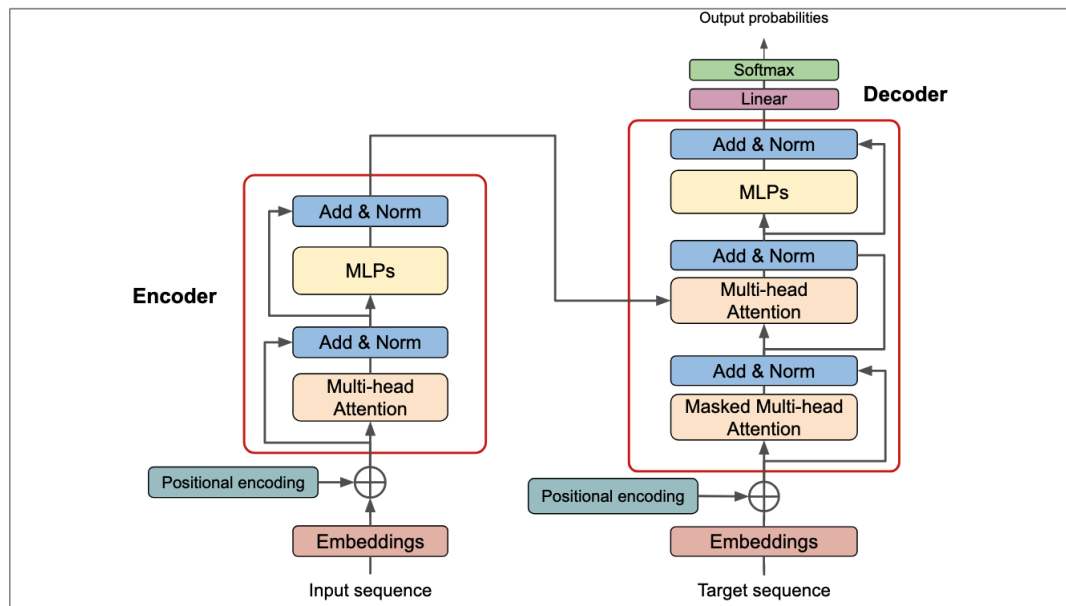 Output probabilities
Softmax
Linear
Decoder
Add & Norm
MLPs
Add & Norm
Multi-head
Attention
Add & Norm
Masked Multi-head
Attention
Positional encoding
Embeddings
Target sequence
Encoder
Add & Norm
MLPs
Add & Norm
Multi-head
Attention
Positional encoding
Embeddings
Input sequence